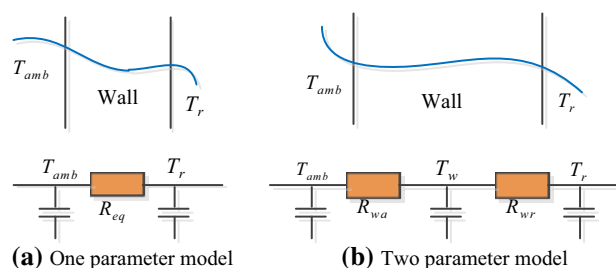 T_amb
Wall
T_r
T_amb
Wall
T_r
T_amb
T_r
R_eq
T_amb
T_w
T_r
R_wa
R_wr
(a) One parameter model
(b) Two parameter model